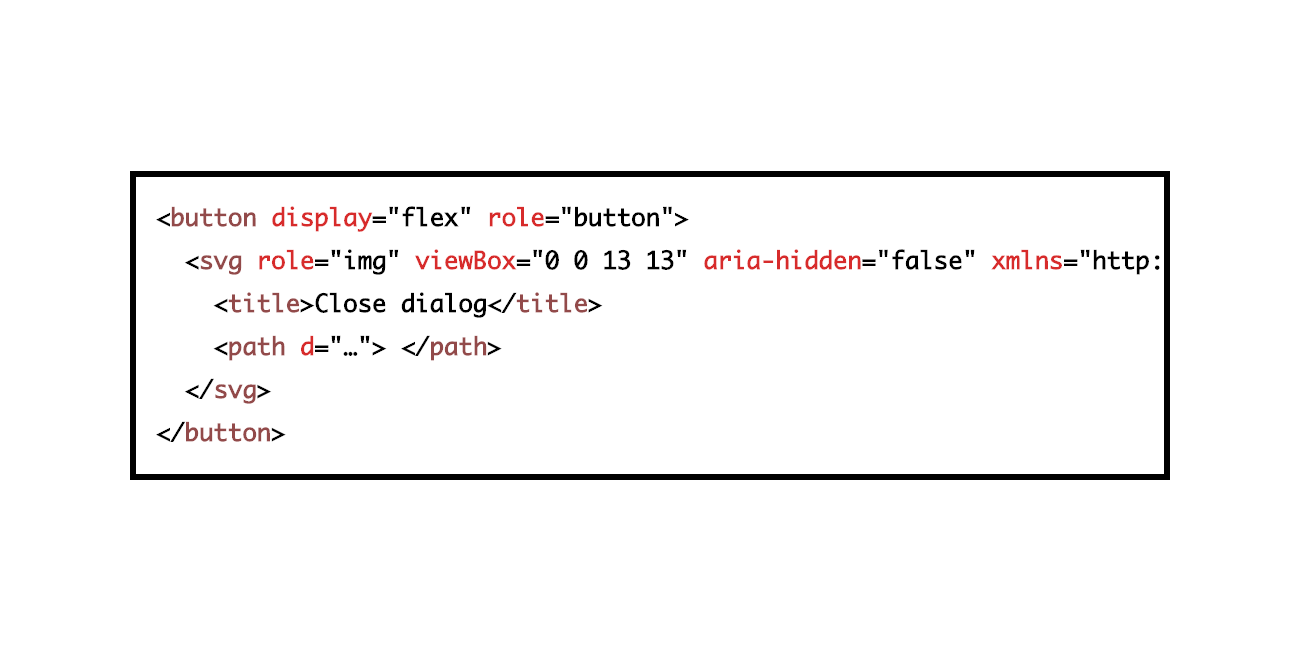 <button display="flex" role="button">
<svg role="img" viewBox="0 0 13 13" aria-hidden="false" xmlns="http:
<title>Close dialog</title>
<path d="…"> </path>
</svg>
</button>